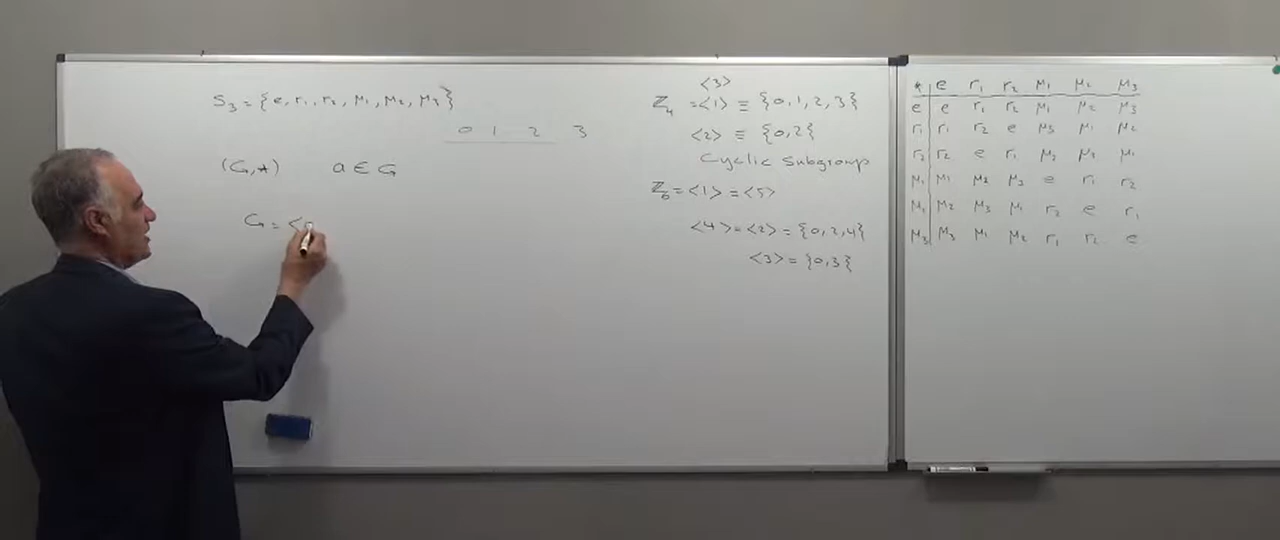 S₃ = {e, r₁, r₂, μ₁, μ₂, μ₃}
0 1 2 3
(G,*) a ∈ G
G = <a
<3>
ℤ₄ = <1> ≡ {0,1,2,3}
<2> ≡ {0,2}
Cyclic Subgroup
ℤ₆ = <1> = <5>
<4> = <2> = {0,2,4}
<3> = {0,3}
* e r₁ r₂ μ₁ μ₂ μ₃
e e r₁ r₂ μ₁ μ₂ μ₃
r₁ r₁ r₂ e μ₃ μ₁ μ₂
r₂ r₂ e r₁ μ₂ μ₃ μ₁
μ₁ μ₁ μ₂ μ₃ e r₁ r₂
μ₂ μ₂ μ₃ μ₁ r₂ e r₁
μ₃ μ₃ μ₁ μ₂ r₁ r₂ e